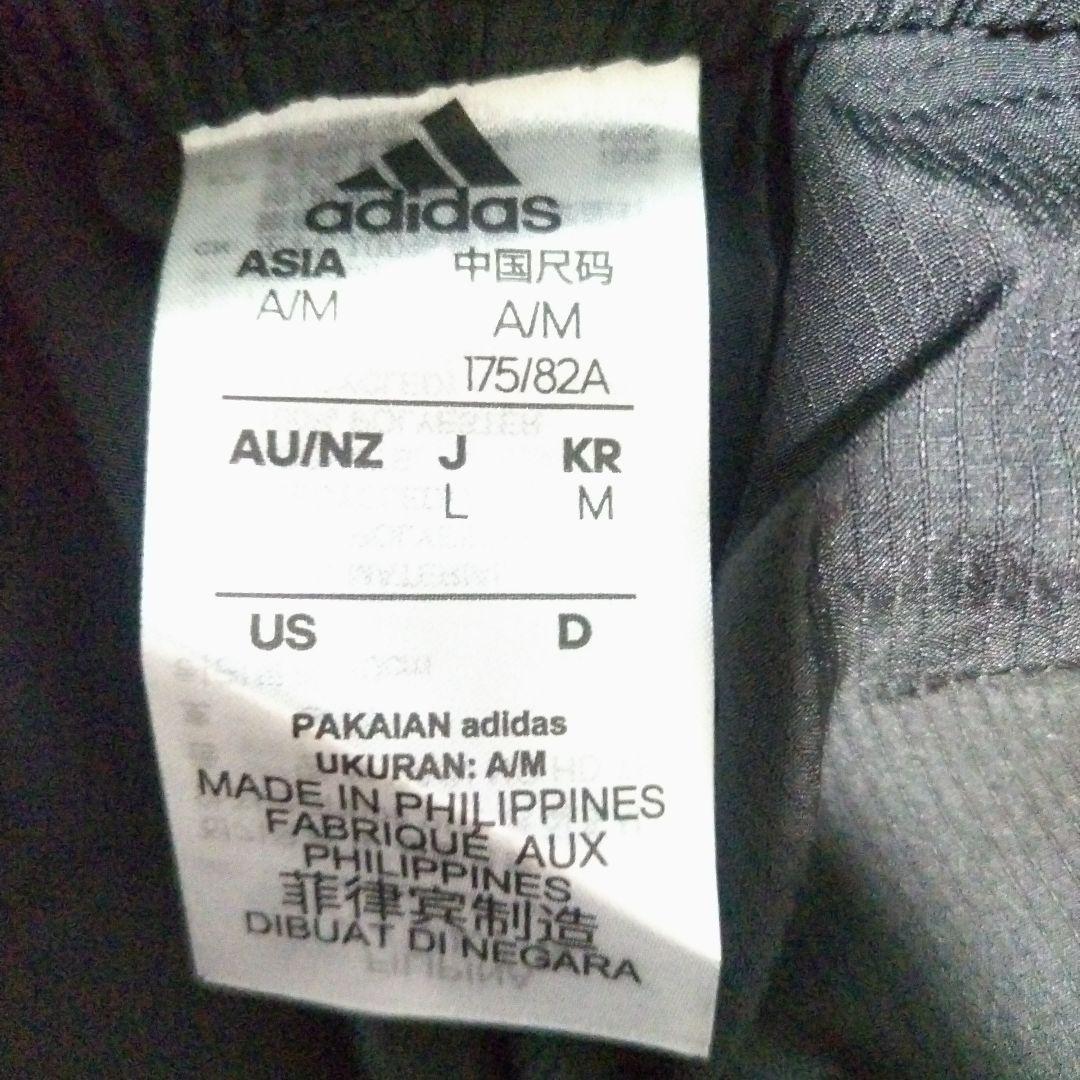 adidas
ASIA 中国尺码
A/M A/M
175/82A
AU/NZ J KR
L M
US D
PAKAIAN adidas
UKURAN: A/M
MADE IN PHILIPPINES
FABRIQUÉ AUX
PHILIPPINES
菲律宾制造
DIBUAT DI NEGARA